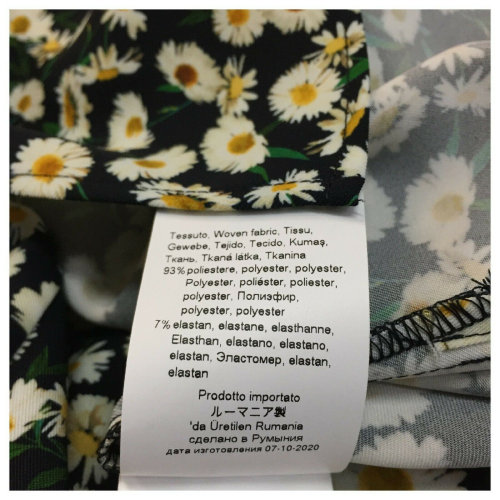 Tessuto, Woven fabric, Tissu,
Gewebe, Tejido, Tecido, Kumaş,
Ткань, Tkaná látka, Tkanina
93% poliestere, polyester, polyester,
Polyester, poliéster, poliester,
polyester, Полиэфир,
polyester, polyester
7% elastan, elastane, elasthanne,
Elasthan, elastano, elastano,
elastan, Эластомер, elastan,
elastan
Prodotto importato
ルーマニア製
'da Üretilen Rumania
сделано в Румыния
дата изготовления 07-10-2020